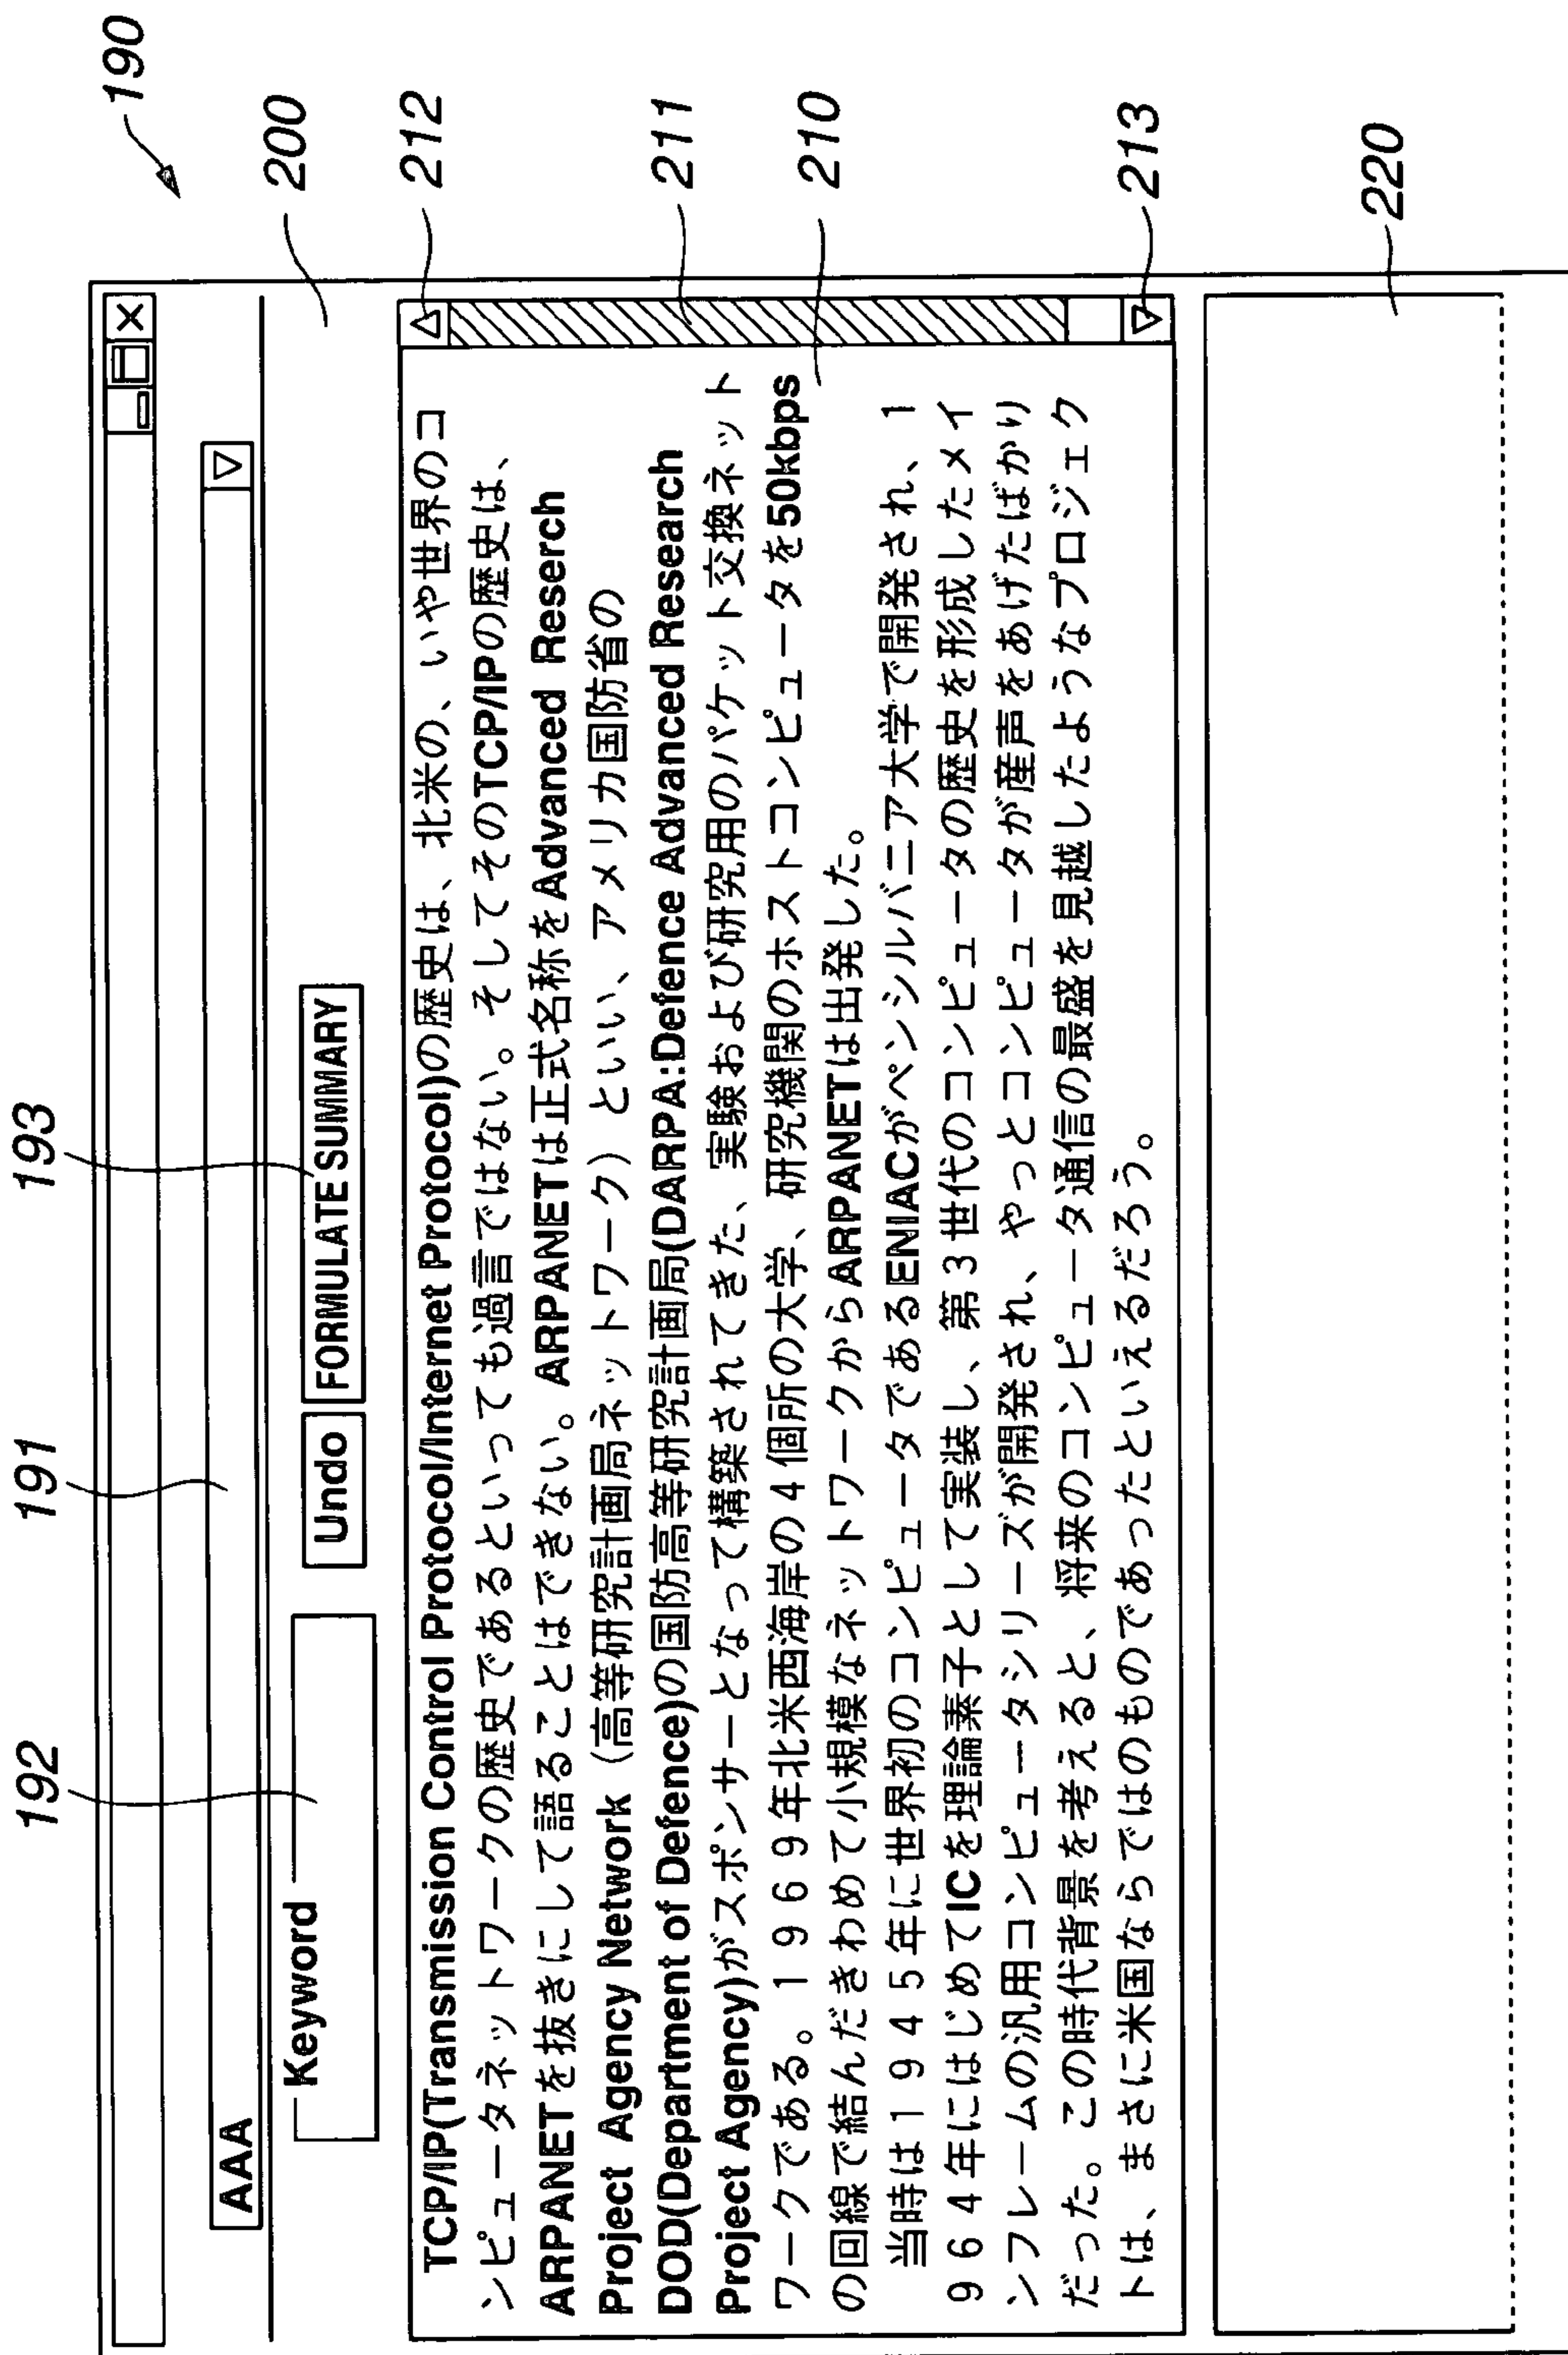 190
193
191
192
200
AAA
Keyword
Undo
FORMULATE SUMMARY
212
211
210
213
220
TCP/IP(Transmission Control Protocol/Internet Protocol)の歴史は、北米の、いや世界のコ
ンピュータネットワークの歴史であるといっても過言ではない。そしてそのTCP/IPの歴史は、
ARPANETを抜きにして語ることはできない。ARPANETは正式名称をAdvanced Reserch
Project Agency Network（高等研究計画局ネットワーク）といい、アメリカ国防省の
DOD(Department of Defence)の国防高等研究計画局(DARPA:Defence Advanced Research
Project Agency)がスポンサーとなって構築されてきた、実験および研究用のパケット交換ネット
ワークである。１９６９年北米西海岸の４個所の大学、研究機関のホストコンピュータを50kbps
の回線で結んだきわめて小規模なネットワークからARPANETは出発した。
当時は１９４５年に世界初のコンピュータであるENIACがペンシルバニア大学で開発され、１
９６４年にはじめてICを理論素子として実装し、第３世代のコンピュータの歴史を形成したメイ
ンフレームの汎用コンピュータシリーズが開発され、やっとコンピュータが産声をあげたばかり
だった。この時代背景を考えると、将来のコンピュータ通信の最盛を見越したようなプロジェク
トは、まさに米国ならではのものであったといえるだろう。